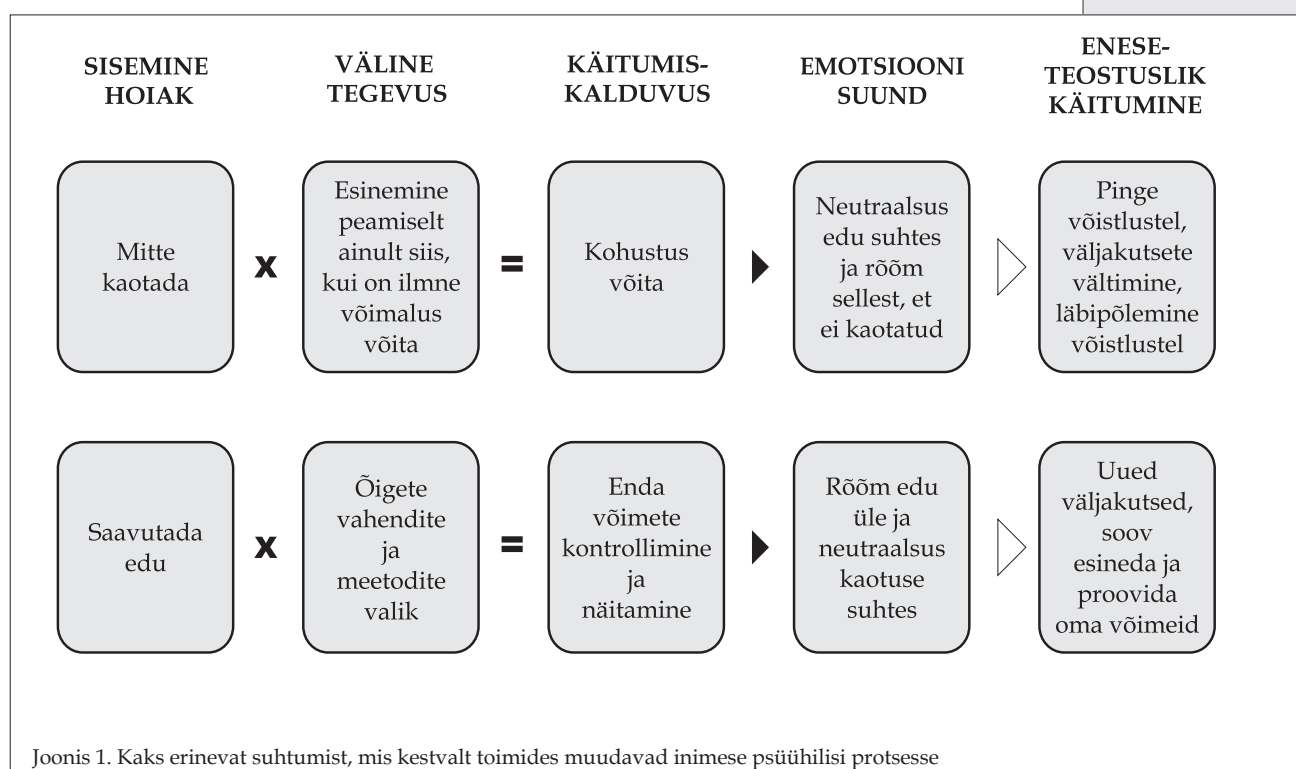 SISEMINE
HOIAK
VÄLINE
TEGEVUS
KÄITUMIS-
KALDUVUS
EMOTSIOONI
SUUND
ENESE-
TEOSTUSLIK
KÄITUMINE
Mitte
kaotada
x
Esinemine
peamiselt
ainult siis,
kui on ilmne
võimalus
võita
=
Kohustus
võita
Neutraalsus
edu suhtes
ja rõõm
sellest, et
ei kaotatud
Pinge
võistlustel,
väljakutsete
vältimine,
läbipõlemine
võistlustel
Saavutada
edu
x
Õigete
vahendite
ja
meetodite
valik
=
Enda
võimete
kontrollimine
ja
näitamine
Rõõm edu
üle ja
neutraalsus
kaotuse
suhtes
Uued
väljakutsed,
soov
esineda ja
proovida
oma võimeid
Joonis 1. Kaks erinevat suhtumist, mis kestvalt toimides muudavad inimese psüühilisi protsesse